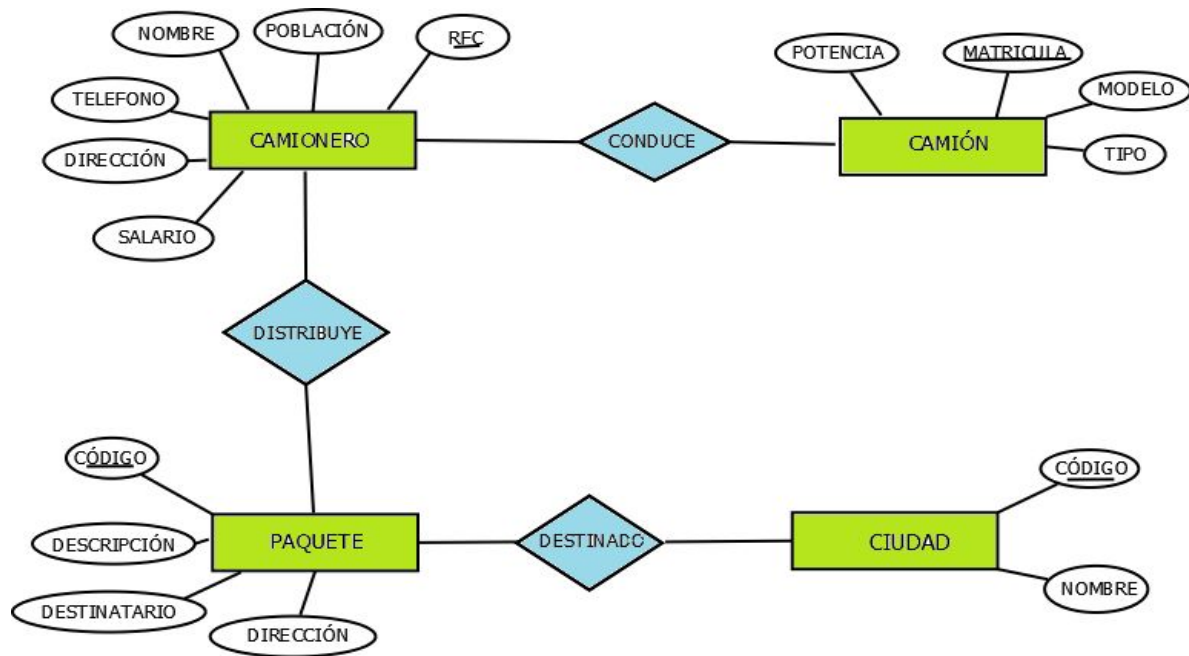 NOMBRE
POBLACIÓN
RFC
TELEFONO
DIRECCIÓN
SALARIO
CAMIONERO
CONDUCE
POTENCIA
MATRICULA
MODELO
TIPO
CAMIÓN
DISTRIBUYE
CÓDIGO
DESCRIPCIÓN
DESTINATARIO
DIRECCIÓN
PAQUETE
DESTINADO
CIUDAD
CÓDIGO
NOMBRE